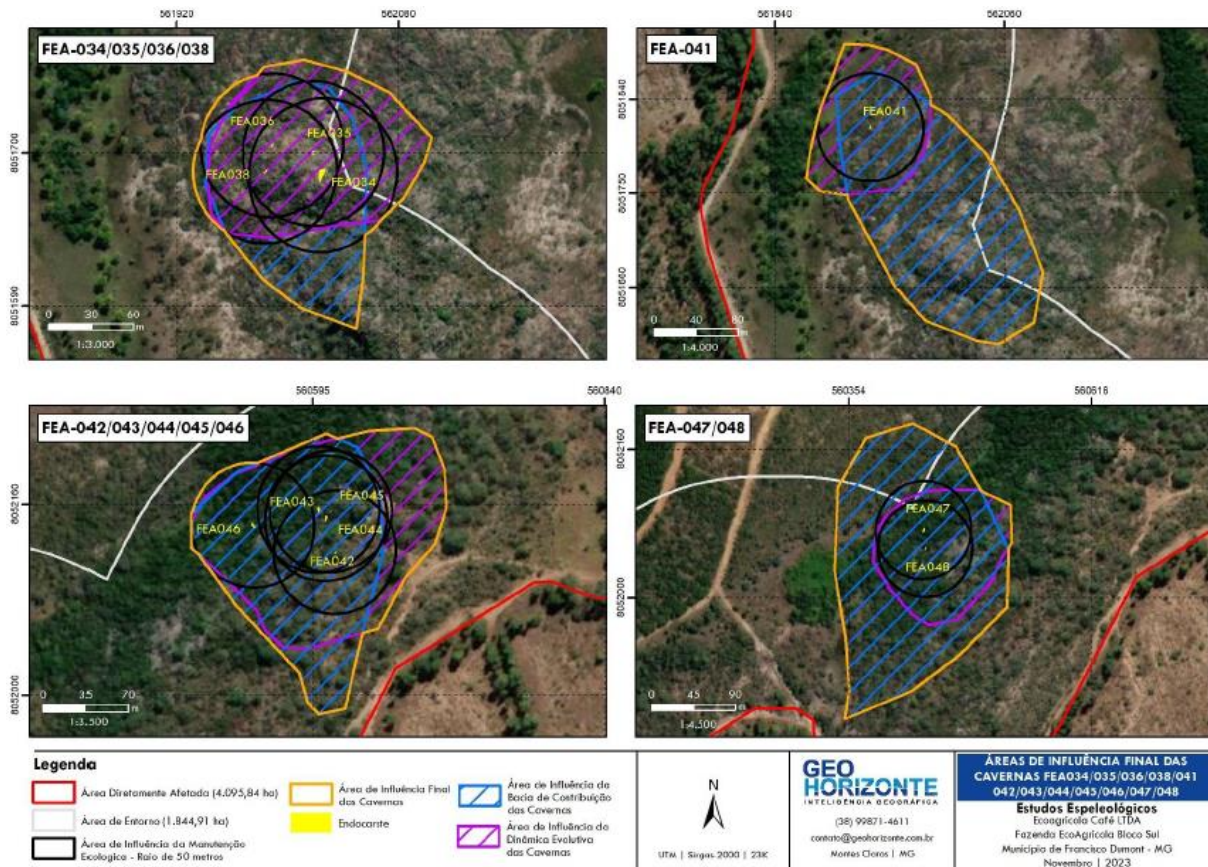 561920
562080
561840
562060
FEA-034/035/036/038
FEA-041
8051840
FEA041
FEA036
FEA035
8051700
FEA038
FEA034
8051750
8051660
8051590
0 30 60 m
1:3.000
0 40 80 m
1:4.000
560595
560840
560354
560616
FEA-042/043/044/045/046
FEA-047/048
8052160
8052160
FEA043
FEA045
FEA047
FEA046
FEA044
FEA042
FEA048
8052000
8052000
0 35 70 m
1:3.500
0 45 90 m
1:4.500
Legenda
Área Diretamente Afetada (4.095,84 ha)
Área de Entorno (1.844,91 ha)
Área de Influência da Manutenção
Ecologica - Raio de 50 metros
Área de Influência Final
das Cavernas
Endocarste
Área de Influência da
Bacia de Contribuição
das Cavernas
Área de Influência da
Dinâmica Evolutiva
das Cavernas
N
UTM | Sirgas 2000 | 23K
GEO
HORIZONTE
INTELIGÊNCIA GEOGRÁFICA
(38) 99871-4611
contato@geohorizonte.com.br
Montes Claros | MG
ÁREAS DE INFLUÊNCIA FINAL DAS
CAVERNAS FEA034/035/036/038/041
042/043/044/045/046/047/048
Estudos Espeleológicos
Ecoagrícola Café LTDA
Fazenda EcoAgrícola Bloco Sul
Município de Francisco Dumont - MG
Novembro | 2023